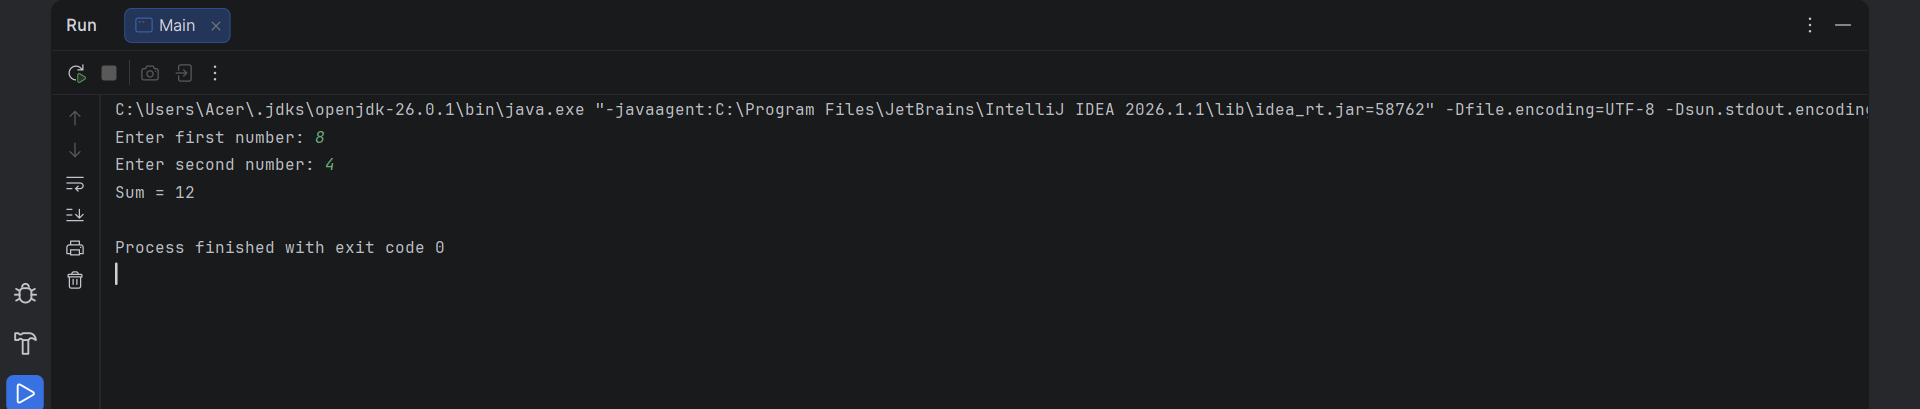 Run Main
C:\Users\Acer\.jdks\openjdk-26.0.1\bin\java.exe "-javaagent:C:\Program Files\JetBrains\IntelliJ IDEA 2026.1.1\lib\idea_rt.jar=58762" -Dfile.encoding=UTF-8 -Dsun.stdout.encoding
Enter first number: 8
Enter second number: 4
Sum = 12
Process finished with exit code 0